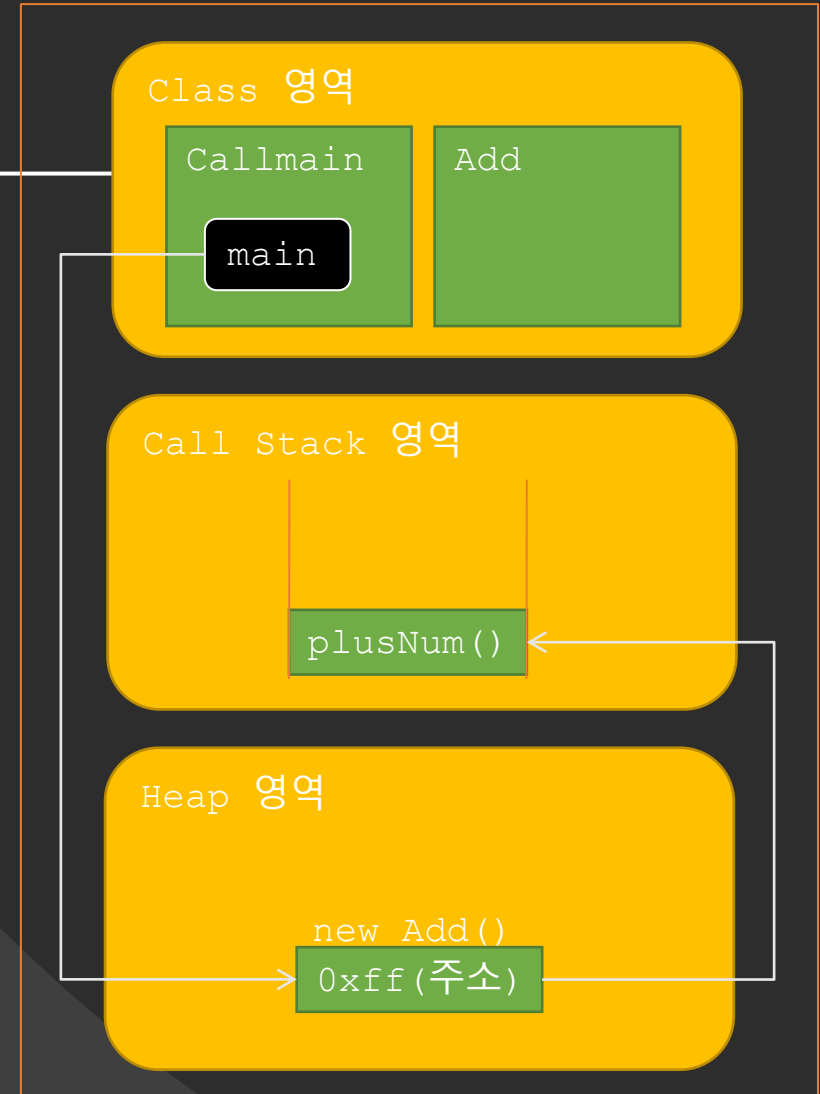 Class 영역
Callmain
Add
main
Call Stack 영역
plusNum()
Heap 영역
new Add()
0xff(주소)